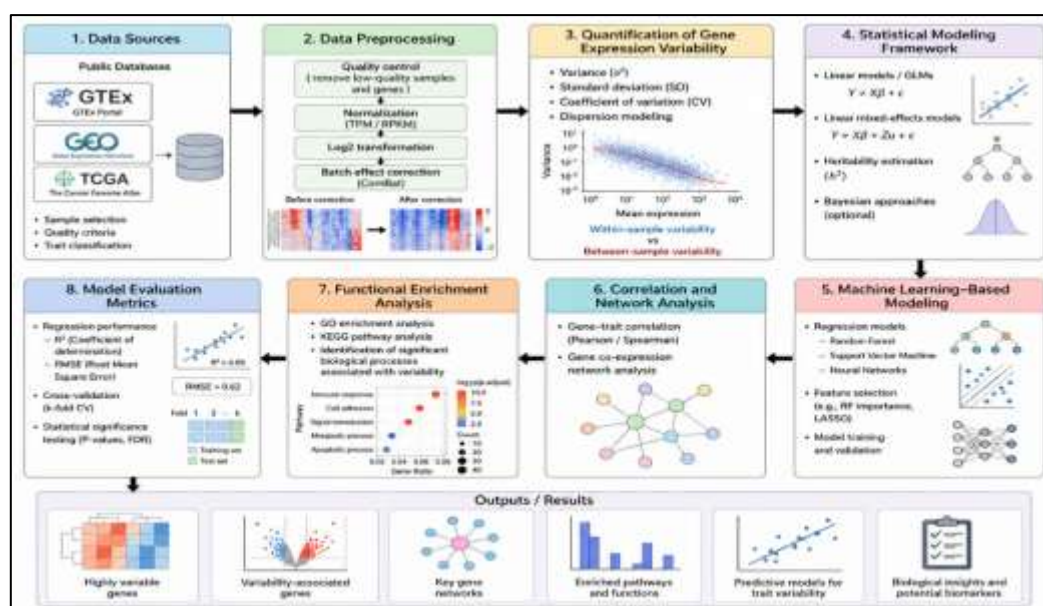 1. Data Sources
Public Databases
GTEx
GTEx Portal
GEO
TCGA
The Cancer Genome Atlas
• Sample selection
• Quality criteria
• Trait classification
2. Data Preprocessing
Quality control
( remove low-quality samples
and genes )
Normalization
(TPM / RPKM)
Log2 transformation
Batch-effect correction
(ComBat)
Before correction
After correction
3. Quantification of Gene
Expression Variability
• Variance (σ²)
• Standard deviation (SD)
• Coefficient of variation (CV)
• Dispersion modeling
Variance
Mean expression
Within-sample variability
vs
Between-sample variability
4. Statistical Modeling
Framework
• Linear models / GLMs
Y = Xβ + ε
• Linear mixed-effects models
Y = Xβ + Zu + ε
• Heritability estimation
(h²)
• Bayesian approaches
(optional)
8. Model Evaluation
Metrics
• Regression performance
– R² (Coefficient of
determination)
– RMSE (Root Mean
Square Error)
• Cross-validation
(k-fold CV)
• Statistical significance
testing (P-values, FDR)
RMSE = 0.62
Fold 1 2 - k
Training set
Test set
7. Functional Enrichment
Analysis
• GO enrichment analysis
• KEGG pathway analysis
• Identification of significant
biological processes
associated with variability
Pathway
Immune response
Cell adhesion
Signal transduction
Metabolic process
Apoptotic process
Gene Ratio
Count
6. Correlation and
Network Analysis
• Gene–trait correlation
(Pearson / Spearman)
• Gene co-expression
network analysis
5. Machine Learning–Based
Modeling
• Regression models
– Random Forest
– Support Vector Machine
– Neural Networks
• Feature selection
(e.g., RF importance,
LASSO)
• Model training
and validation
Outputs / Results
Highly variable
genes
Variability-associated
genes
Key gene
networks
Enriched pathways
and functions
Predictive models for
trait variability
Biological insights and
potential biomarkers